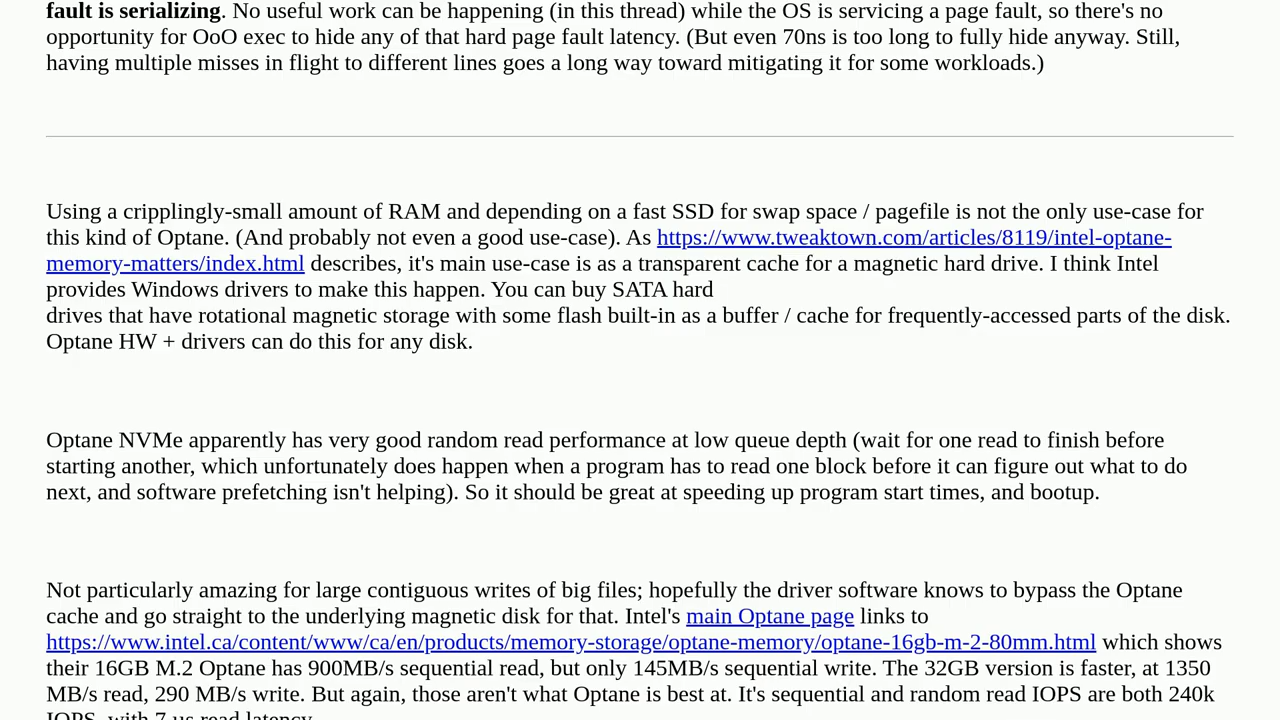 fault is serializing. No useful work can be happening (in this thread) while the OS is servicing a page fault, so there's no
opportunity for OoO exec to hide any of that hard page fault latency. (But even 70ns is too long to fully hide anyway. Still,
having multiple misses in flight to different lines goes a long way toward mitigating it for some workloads.)
Using a cripplingly-small amount of RAM and depending on a fast SSD for swap space / pagefile is not the only use-case for
this kind of Optane. (And probably not even a good use-case). As https://www.tweaktown.com/articles/8119/intel-optane-
memory-matters/index.html describes, it's main use-case is as a transparent cache for a magnetic hard drive. I think Intel
provides Windows drivers to make this happen. You can buy SATA hard
drives that have rotational magnetic storage with some flash built-in as a buffer / cache for frequently-accessed parts of the disk.
Optane HW + drivers can do this for any disk.
Optane NVMe apparently has very good random read performance at low queue depth (wait for one read to finish before
starting another, which unfortunately does happen when a program has to read one block before it can figure out what to do
next, and software prefetching isn't helping). So it should be great at speeding up program start times, and bootup.
Not particularly amazing for large contiguous writes of big files; hopefully the driver software knows to bypass the Optane
cache and go straight to the underlying magnetic disk for that. Intel's main Optane page links to
https://www.intel.ca/content/www/ca/en/products/memory-storage/optane-memory/optane-16gb-m-2-80mm.html which shows
their 16GB M.2 Optane has 900MB/s sequential read, but only 145MB/s sequential write. The 32GB version is faster, at 1350
MB/s read, 290 MB/s write. But again, those aren't what Optane is best at. It's sequential and random read IOPS are both 240k
IOPS, with 7 us read latency.